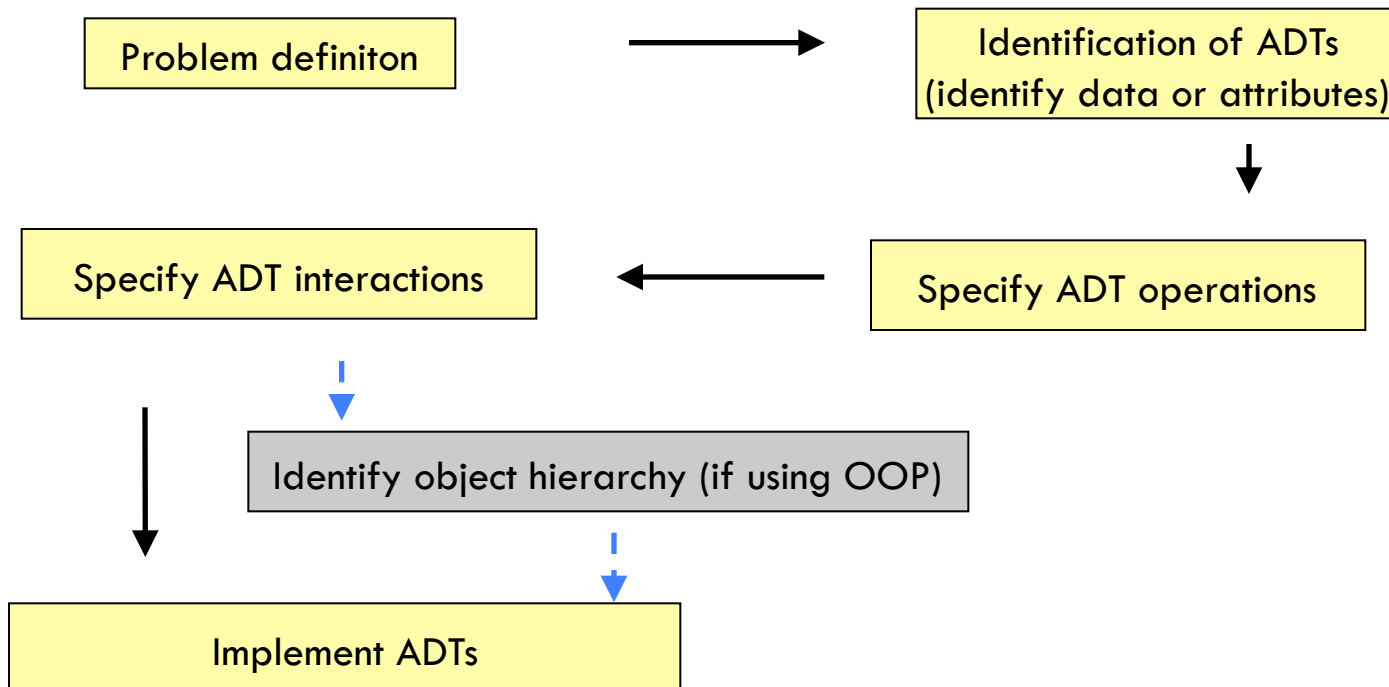 Problem definiton
Identification of ADTs
(identify data or attributes)
Specify ADT operations
Specify ADT interactions
Identify object hierarchy (if using OOP)
Implement ADTs